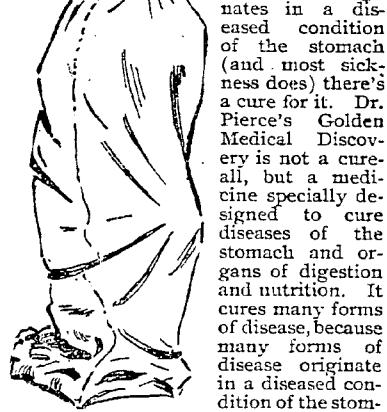 nates in a dis-
eased condition
of the stomach
(and most sick-
ness does) there's
a cure for it. Dr.
Pierce's Golden
Medical Discov-
ery is not a cure-
all, but a medi-
cine specially de-
signed to cure
diseases of the
stomach and or-
gans of digestion
and nutrition. It
cures many forms
of disease, because
many forms of
disease originate
in a diseased con-
dition of the stom-